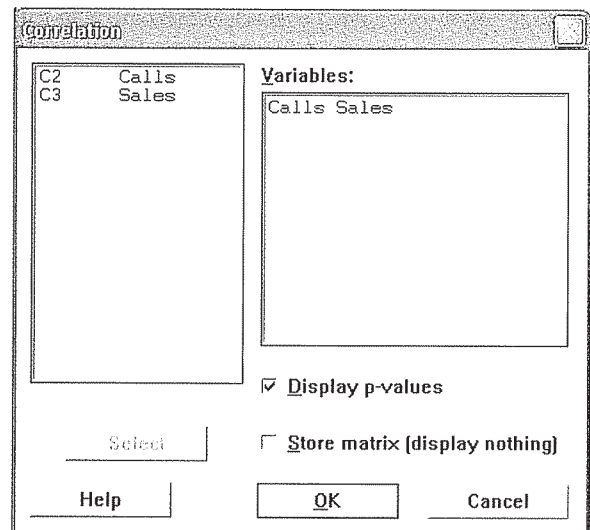 Correlation
C2 Calls
C3 Sales
Variables:
Calls Sales
Display p-values
Select
Store matrix (display nothing)
Help
OK
Cancel